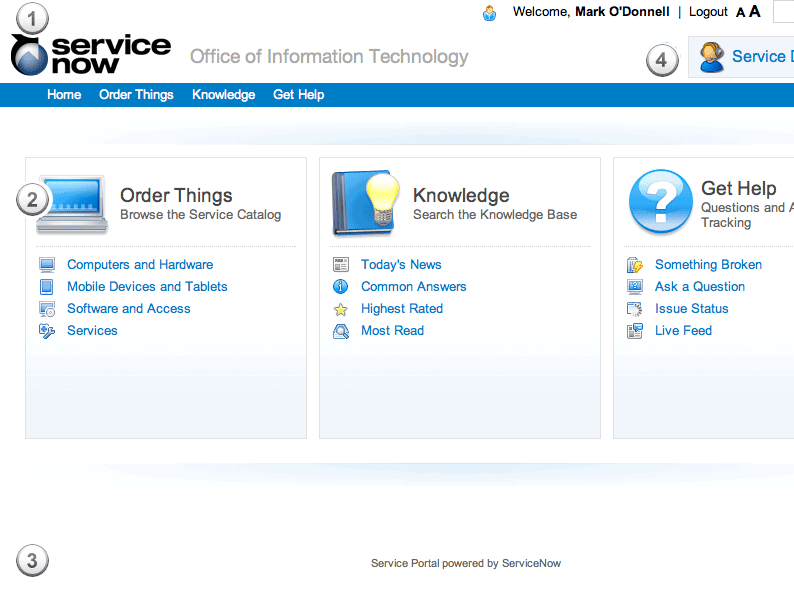 1
Welcome, Mark O'Donnell | Logout A A
service now
Office of Information Technology
4
Service
Home Order Things Knowledge Get Help
2
Order Things
Browse the Service Catalog
Computers and Hardware
Mobile Devices and Tablets
Software and Access
Services
Knowledge
Search the Knowledge Base
Today's News
Common Answers
Highest Rated
Most Read
Get Help
Questions and
Tracking
Something Broken
Ask a Question
Issue Status
Live Feed
3
Service Portal powered by ServiceNow